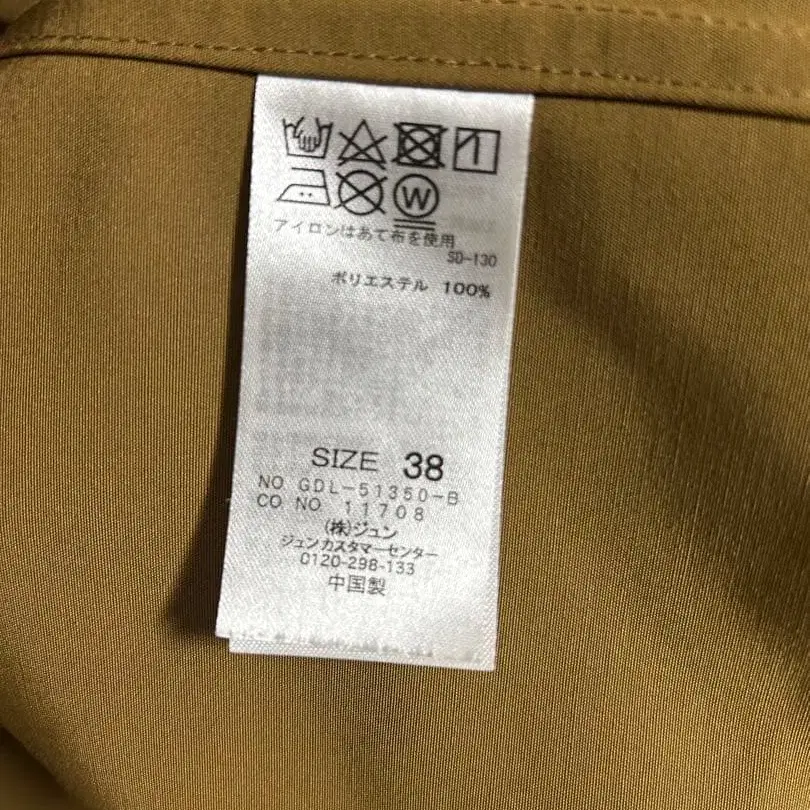 W
アイロンはあて布を使用
SD-130
ポリエステル 100%
SIZE 38
NO GDL-51350-B
CO NO 11708
(株)ジュン
ジュンカスタマーセンター
0120-298-133
中国製